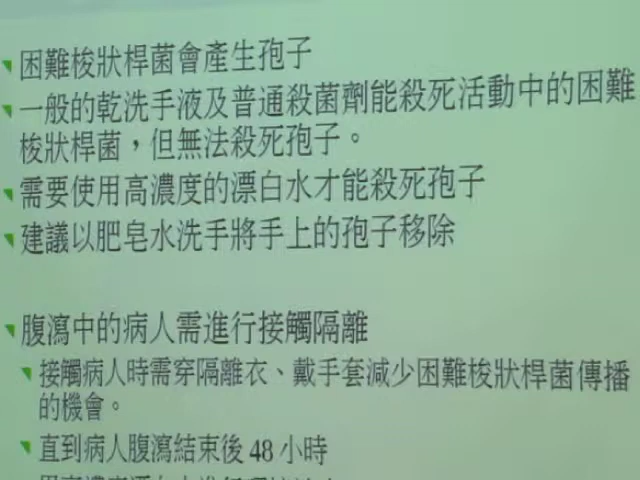 困難梭狀桿菌會產生孢子
一般的乾洗手液及普通殺菌劑能殺死活動中的困難
梭狀桿菌，但無法殺死孢子。
需要使用高濃度的漂白水才能殺死孢子
建議以肥皂水洗手將手上的孢子移除
腹瀉中的病人需進行接觸隔離
接觸病人時需穿隔離衣、戴手套減少困難梭狀桿菌傳播
的機會。
直到病人腹瀉結束後 48 小時